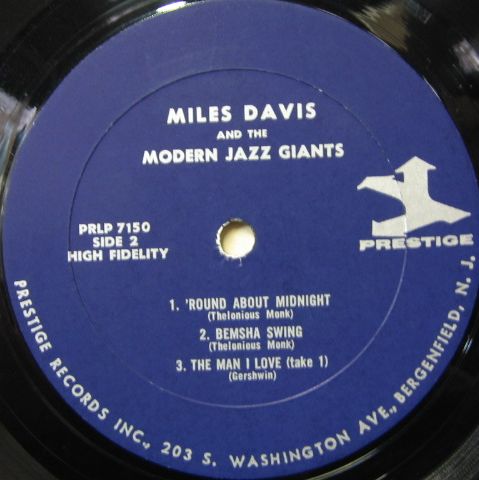 MILES DAVIS
AND THE
MODERN JAZZ GIANTS
PRESTIGE
PRLP 7150
SIDE 2
HIGH FIDELITY
1. 'ROUND ABOUT MIDNIGHT
(Thelonious Monk)
2. BEMSHA SWING
(Thelonious Monk)
3. THE MAN I LOVE (take 1)
(Gershwin)
PRESTIGE RECORDS INC., 203 S. WASHINGTON AVE., BERGENFIELD, N. J.